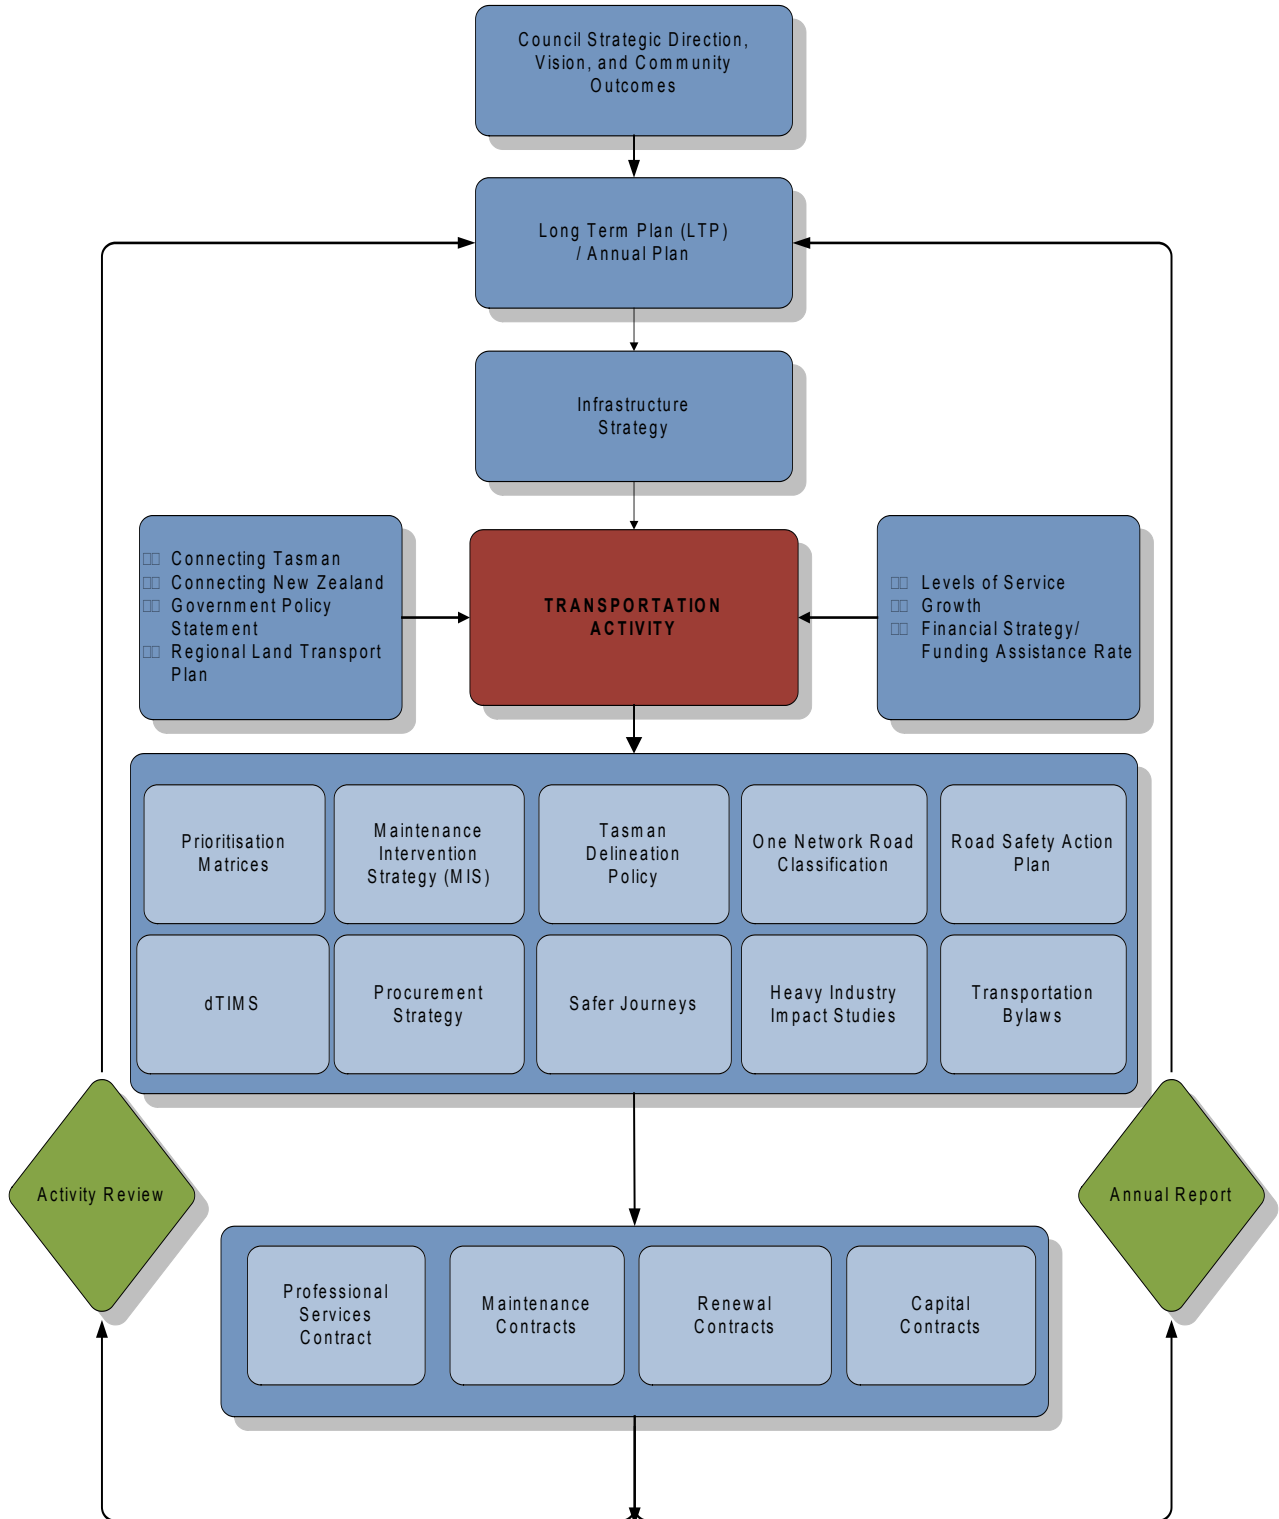 Council Strategic Direction,
Vision, and Community
Outcomes
Long Term Plan (LTP)
/ Annual Plan
Infrastructure
Strategy
Connecting Tasman
Connecting New Zealand
Government Policy
Statement
Regional Land Transport
Plan
TRANSPORTATION
ACTIVITY
Levels of Service
Growth
Financial Strategy/
Funding Assistance Rate
Prioritisation
Matrices
Maintenance
Intervention
Strategy (MIS)
Tasman
Delineation
Policy
One Network Road
Classification
Road Safety Action
Plan
dTIMS
Procurement
Strategy
Safer Journeys
Heavy Industry
Impact Studies
Transportation
Bylaws
Activity Review
Annual Report
Professional
Services
Contract
Maintenance
Contracts
Renewal
Contracts
Capital
Contracts